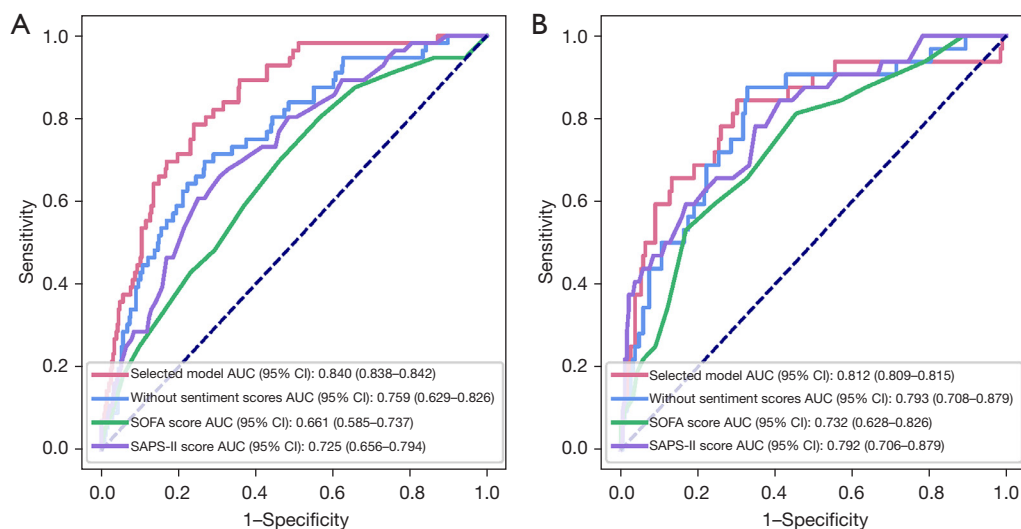 A
1.0
0.8
0.6
0.4
0.2
0.0
Sensitivity
Selected model AUC (95% CI): 0.840 (0.838–0.842)
Without sentiment scores AUC (95% CI): 0.759 (0.629–0.826)
SOFA score AUC (95% CI): 0.661 (0.585–0.737)
SAPS-II score AUC (95% CI): 0.725 (0.656–0.794)
0.0 0.2 0.4 0.6 0.8 1.0
1–Specificity
B
1.0
0.8
0.6
0.4
0.2
0.0
Sensitivity
Selected model AUC (95% CI): 0.812 (0.809–0.815)
Without sentiment scores AUC (95% CI): 0.793 (0.708–0.879)
SOFA score AUC (95% CI): 0.732 (0.628–0.826)
SAPS-II score AUC (95% CI): 0.792 (0.706–0.879)
0.0 0.2 0.4 0.6 0.8 1.0
1–Specificity